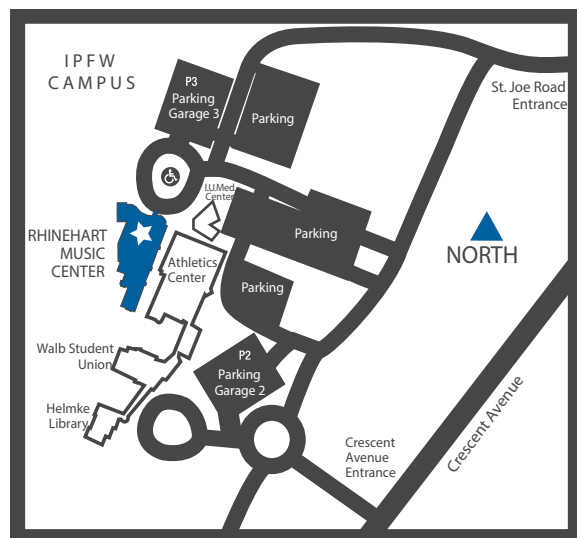 IPFW
CAMPUS
P3
Parking
Garage 3
Parking
St. Joe Road
Entrance
I.U.Med
Center
RHINEHART
MUSIC
CENTER
Parking
NORTH
Athletics
Center
Parking
Walb Student
Union
P2
Parking
Garage 2
Helmke
Library
Crescent
Avenue
Entrance
Crescent Avenue